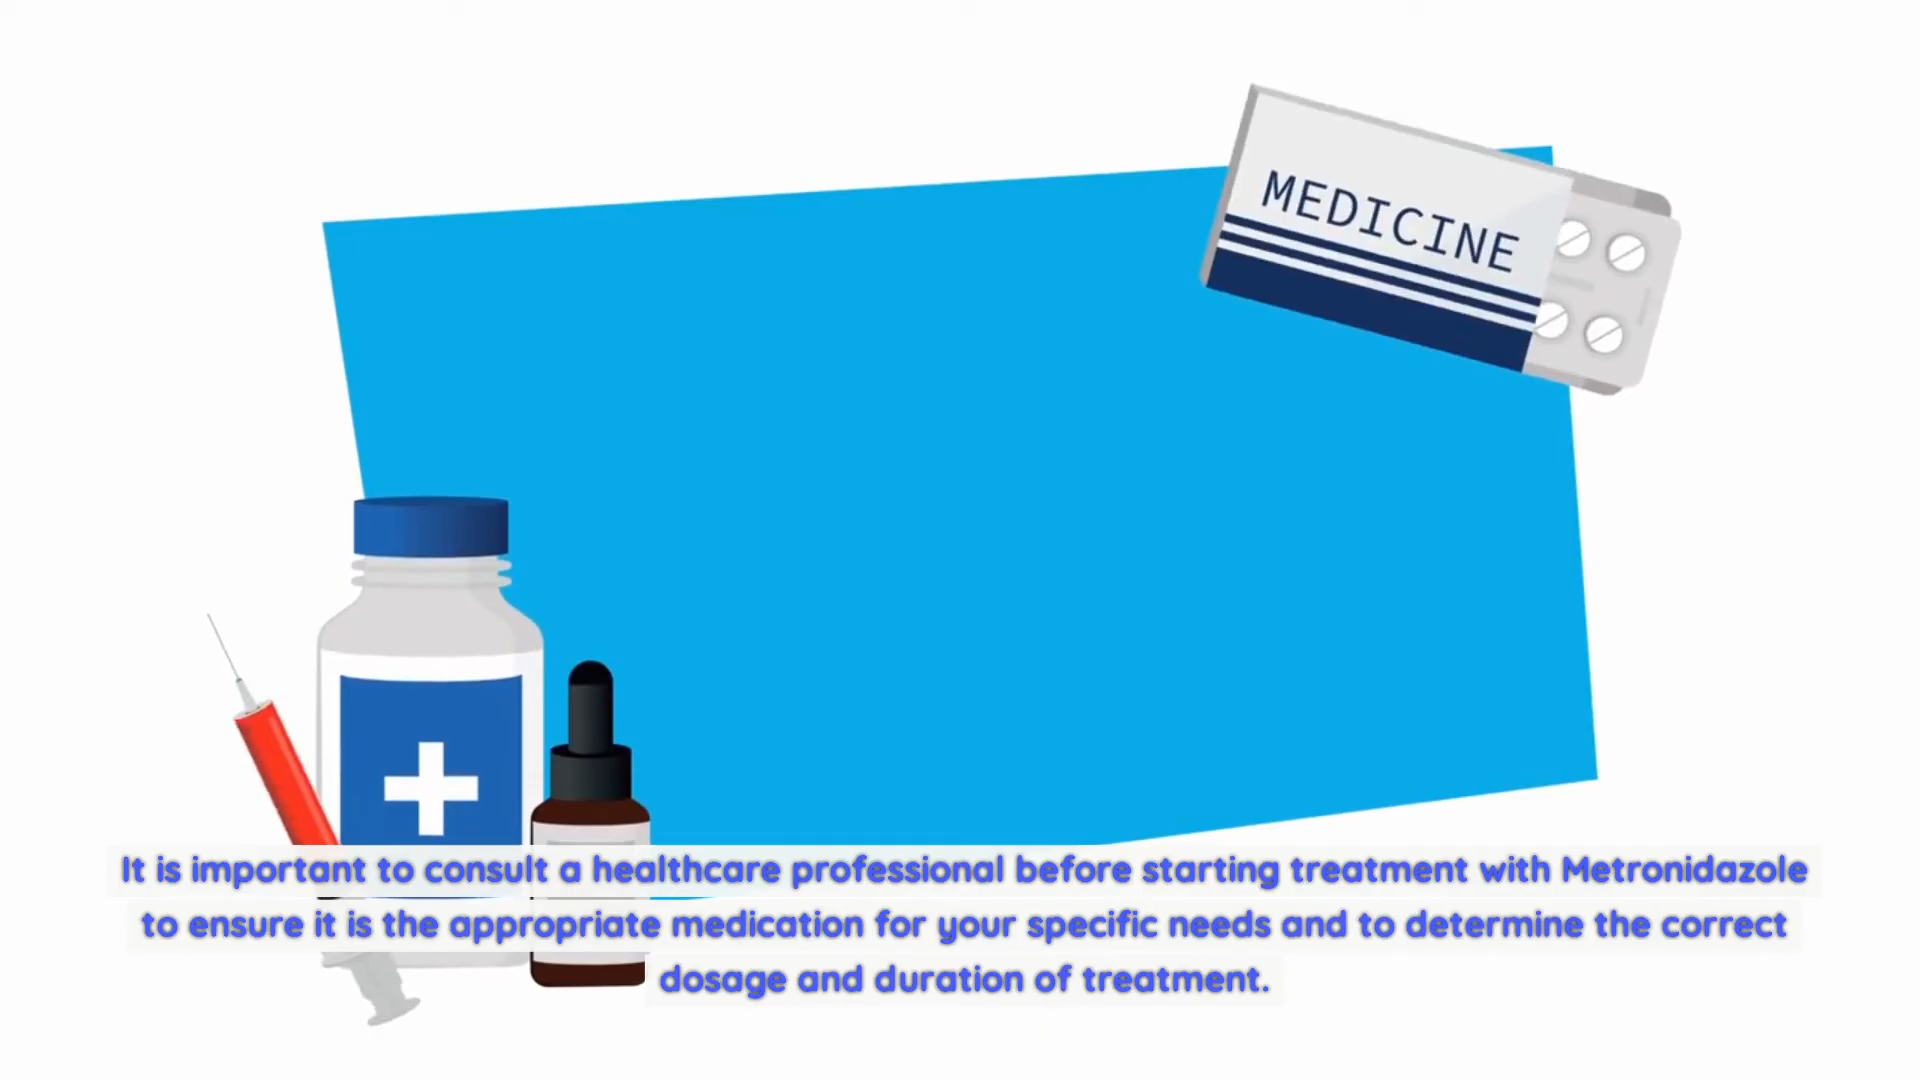 MEDICINE
It is important to consult a healthcare professional before starting treatment with Metronidazole
to ensure it is the appropriate medication for your specific needs and to determine the correct
dosage and duration of treatment.